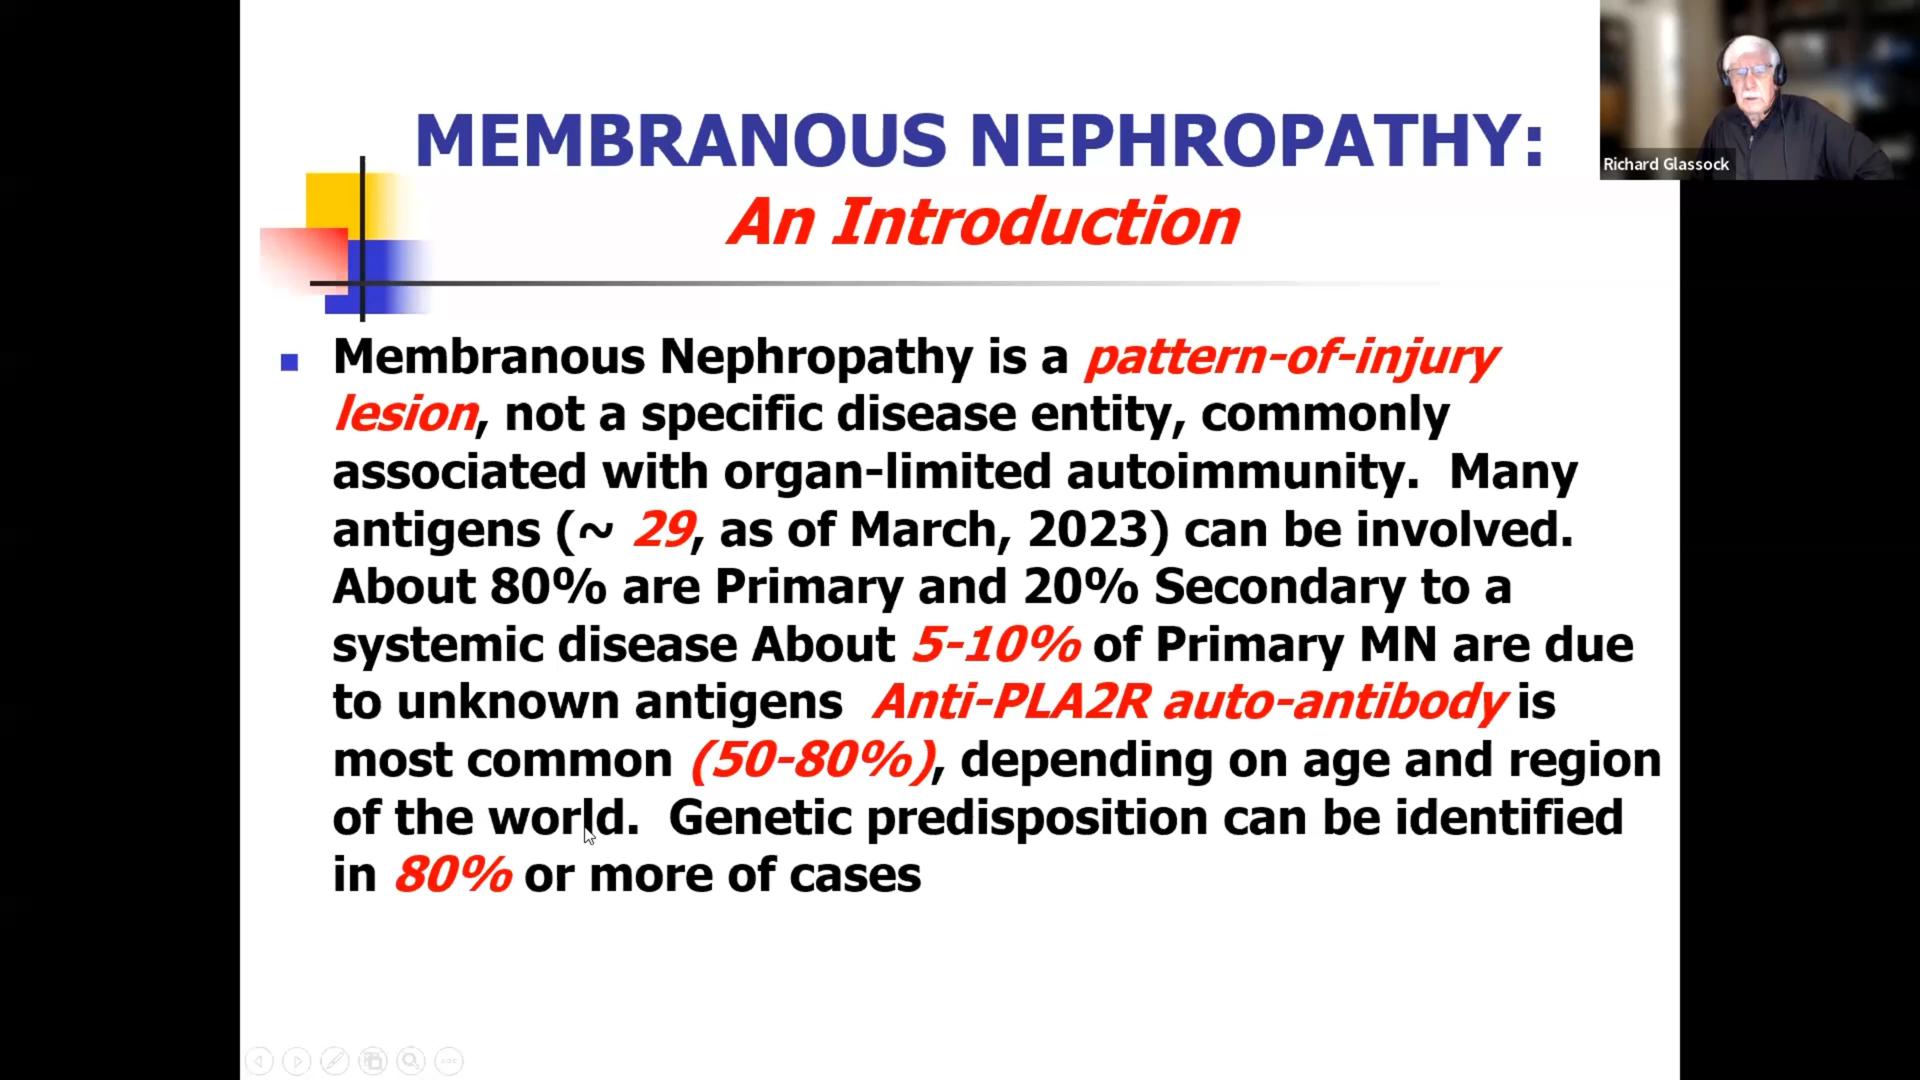 MEMBRANOUS NEPHROPATHY:
An Introduction
Richard Glassock
Membranous Nephropathy is a pattern-of-injury
lesion, not a specific disease entity, commonly
associated with organ-limited autoimmunity.  Many
antigens (~ 29, as of March, 2023) can be involved.
About 80% are Primary and 20% Secondary to a
systemic disease About 5-10% of Primary MN are due
to unknown antigens  Anti-PLA2R auto-antibody is
most common (50-80%), depending on age and region
of the world.  Genetic predisposition can be identified
in 80% or more of cases